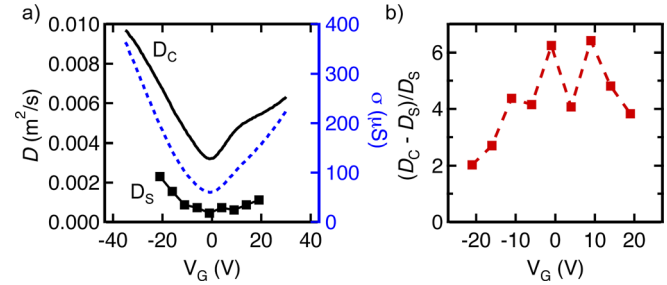 a)
0.010
0.008
0.006
0.004
0.002
0.000
D (m²/s)
D_C
D_S
400
300
200
100
0
σ (μS)
-40
-20
0
20
40
V_G (V)
b)
6
4
2
0
(D_C - D_S)/D_S
-20
-10
0
10
20
V_G (V)